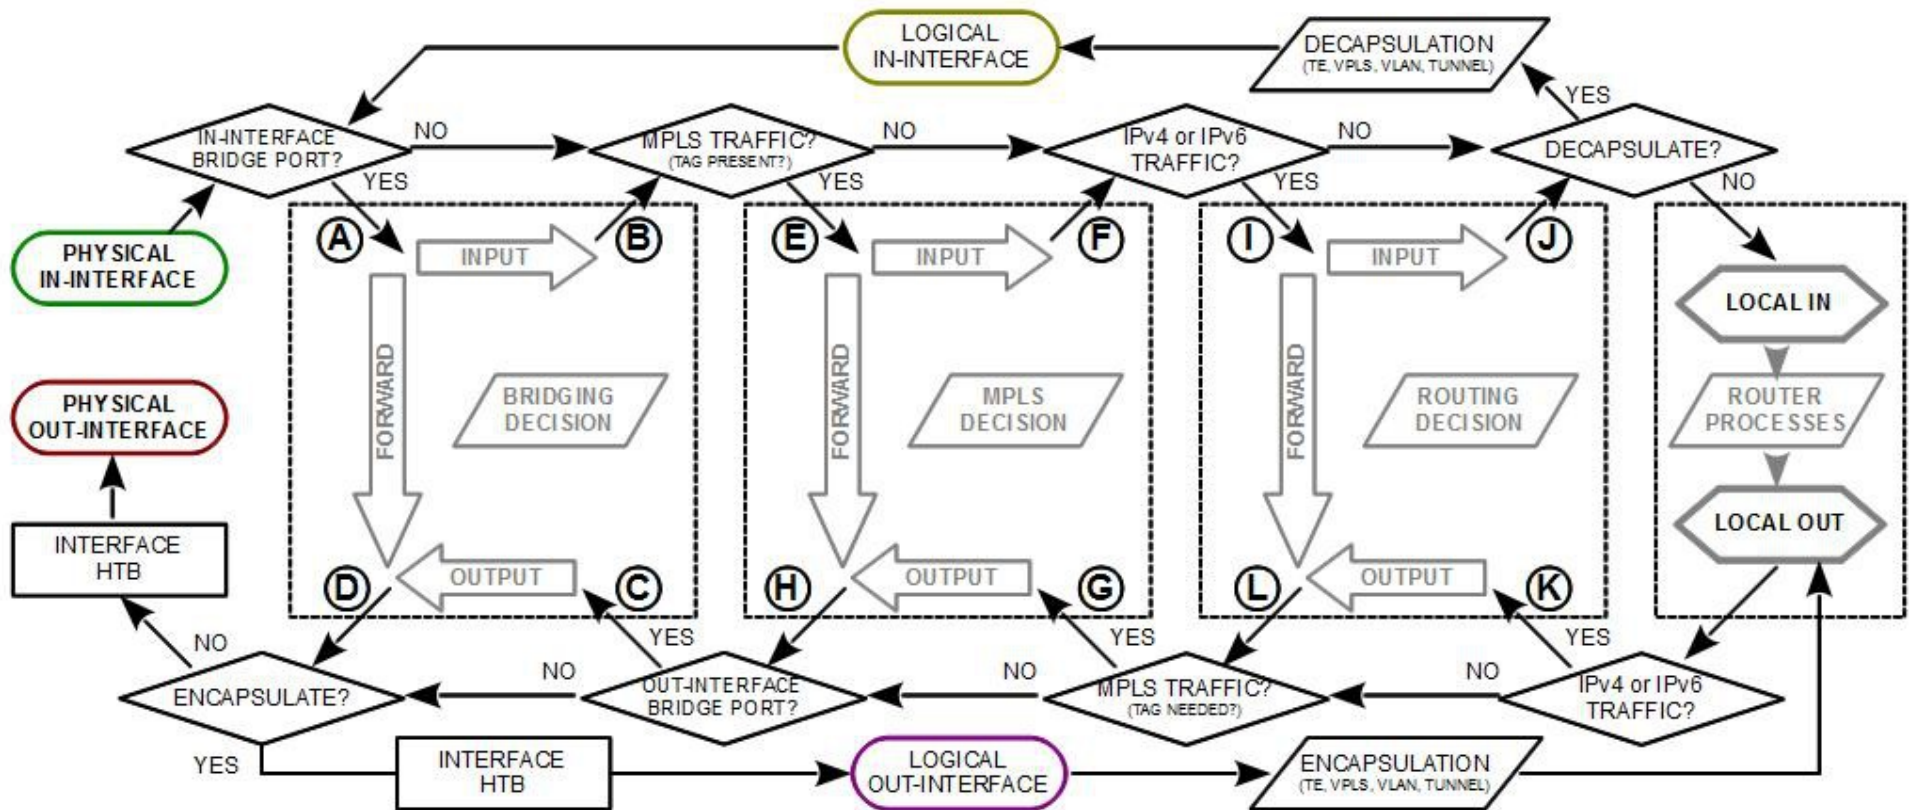 LOGICAL
IN-INTERFACE
DECAPSULATION
(TE, VPLS, VLAN, TUNNEL)
YES
IN-INTERFACE
BRIDGE PORT?
NO
MPLS TRAFFIC?
(TAG PRESENT?)
NO
IPv4 or IPv6
TRAFFIC?
NO
DECAPSULATE?
YES
YES
YES
NO
PHYSICAL
IN-INTERFACE
A
INPUT
B
E
INPUT
F
I
INPUT
J
LOCAL IN
FORWARD
BRIDGING
DECISION
FORWARD
MPLS
DECISION
FORWARD
ROUTING
DECISION
ROUTER
PROCESSES
PHYSICAL
OUT-INTERFACE
LOCAL OUT
INTERFACE
HTB
D
OUTPUT
C
H
OUTPUT
G
L
OUTPUT
K
NO
YES
YES
YES
ENCAPSULATE?
NO
OUT-INTERFACE
BRIDGE PORT?
NO
MPLS TRAFFIC?
(TAG NEEDED?)
NO
IPv4 or IPv6
TRAFFIC?
YES
INTERFACE
HTB
LOGICAL
OUT-INTERFACE
ENCAPSULATION
(TE, VPLS, VLAN, TUNNEL)